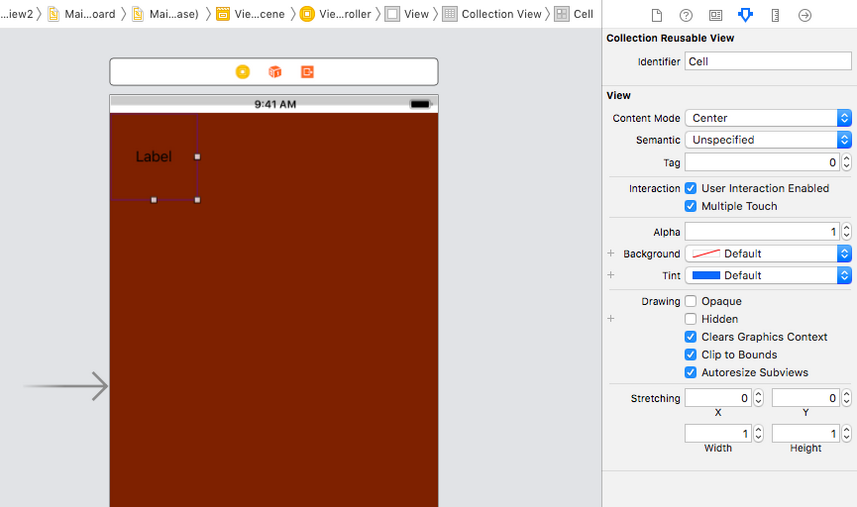 ...iew2 Mai...oard Mai...ase) Vie...cene Vie...roller View Collection View Cell
9:41 AM
Label
Collection Reusable View
Identifier Cell
View
Content Mode Center
Semantic Unspecified
Tag 0
Interaction User Interaction Enabled
Multiple Touch
Alpha 1
+ Background Default
+ Tint Default
Drawing Opaque
+ Hidden
Clears Graphics Context
Clip to Bounds
Autoresize Subviews
Stretching 0 0
X Y
1 1
Width Height